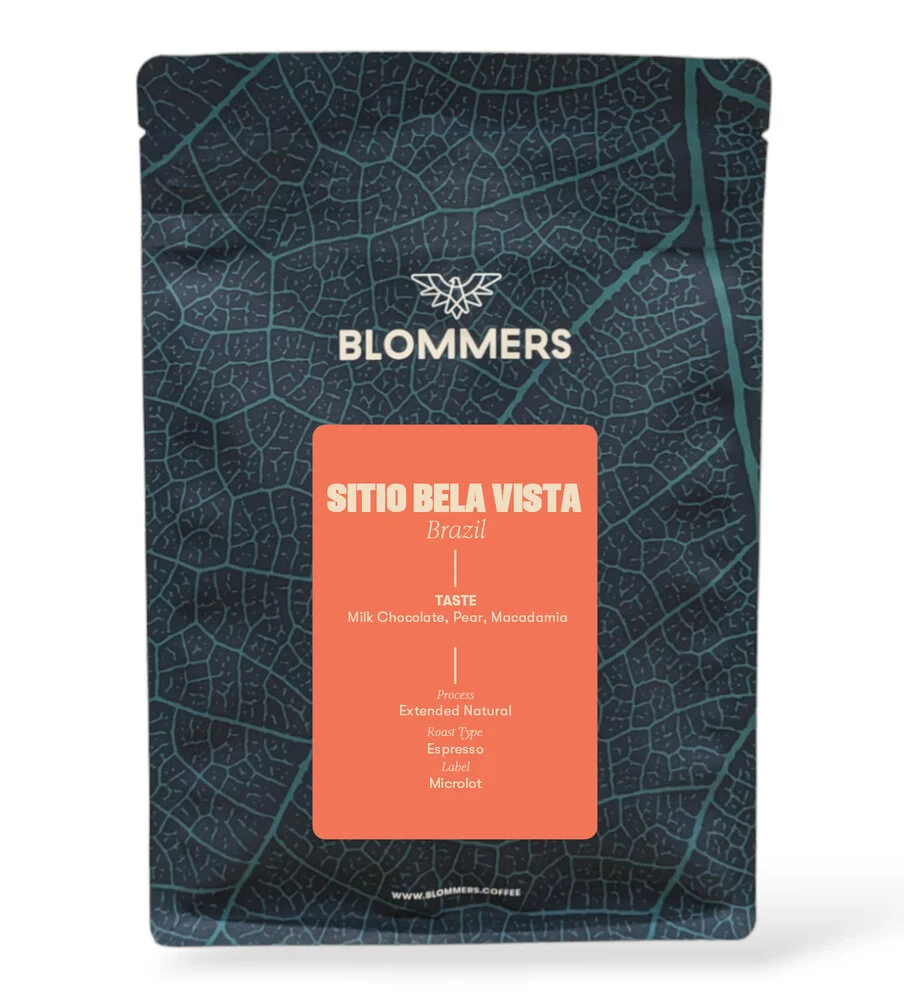 BLOMMERS
SITIO BELA VISTA
Brazil
TASTE
Milk Chocolate, Pear, Macadamia
Process
Extended Natural
Roast Type
Espresso
Label
Microlot
WWW.BLOMMERS.COFFEE